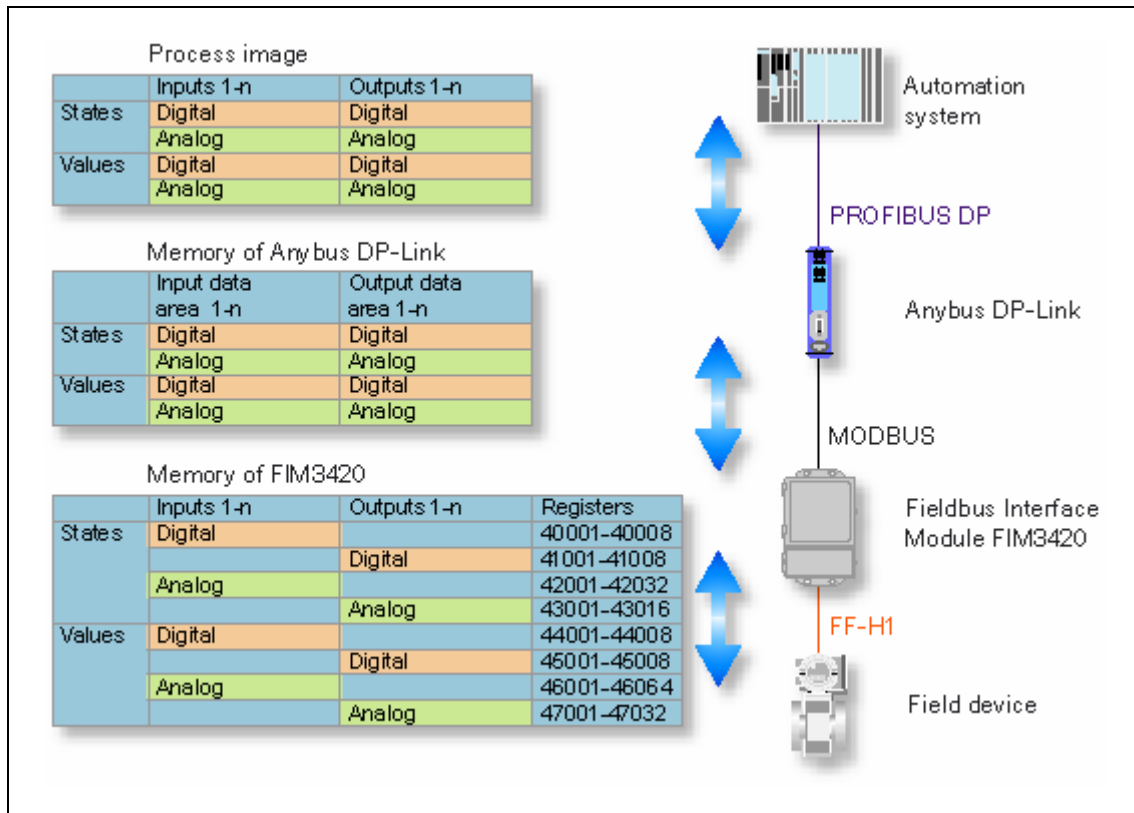 Process image
Inputs 1-n Outputs 1-n
States Digital Digital
Analog Analog
Values Digital Digital
Analog Analog
Memory of Anybus DP-Link
Input data area 1-n Output data area 1-n
States Digital Digital
Analog Analog
Values Digital Digital
Analog Analog
Memory of FIM3420
Inputs 1-n Outputs 1-n Registers
States Digital 40001-40008
Digital 41001-41008
Analog 42001-42032
Analog 43001-43016
Values Digital 44001-44008
Digital 45001-45008
Analog 46001-46064
Analog 47001-47032
Automation
system
PROFIBUS DP
Anybus DP-Link
MODBUS
Fieldbus Interface
Module FIM3420
FF-H1
Field device